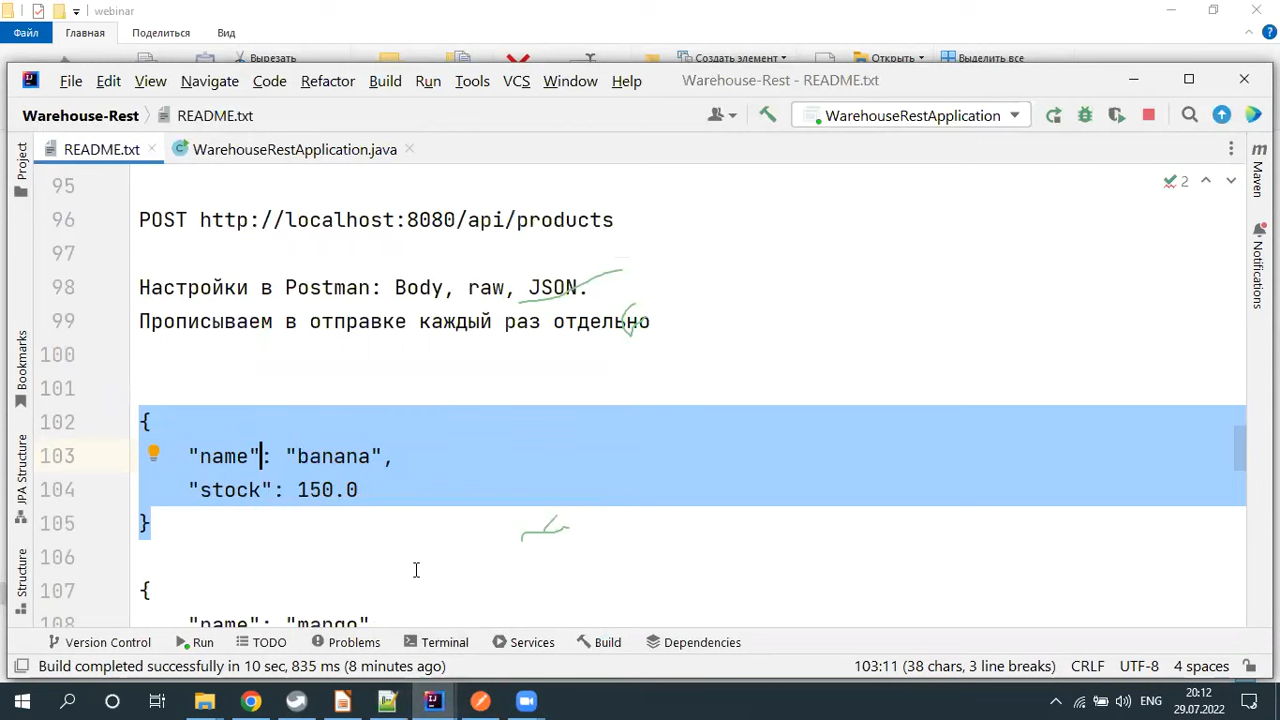 webinar
Файл Главная Поделиться Вид
Вырезать Создать элемент Открыть Выделить все
File Edit View Navigate Code Refactor Build Run Tools VCS Window Help Warehouse-Rest - README.txt
Warehouse-Rest README.txt WarehouseRestApplication
README.txt WarehouseRestApplication.java
Project
Maven
Notifications
Bookmarks
JPA Structure
Structure
2
95
96 POST http://localhost:8080/api/products
97
98 Настройки в Postman: Body, raw, JSON.
99 Прописываем в отправке каждый раз отдельно
100
101
102 {
103 "name": "banana",
104 "stock": 150.0
105 }
106
107 {
108 "name": "mango"
Version Control Run TODO Problems Terminal Services Build Dependencies
Build completed successfully in 10 sec, 835 ms (8 minutes ago) 103:11 (38 chars, 3 line breaks) CRLF UTF-8 4 spaces
ENG 20:12
29.07.2022